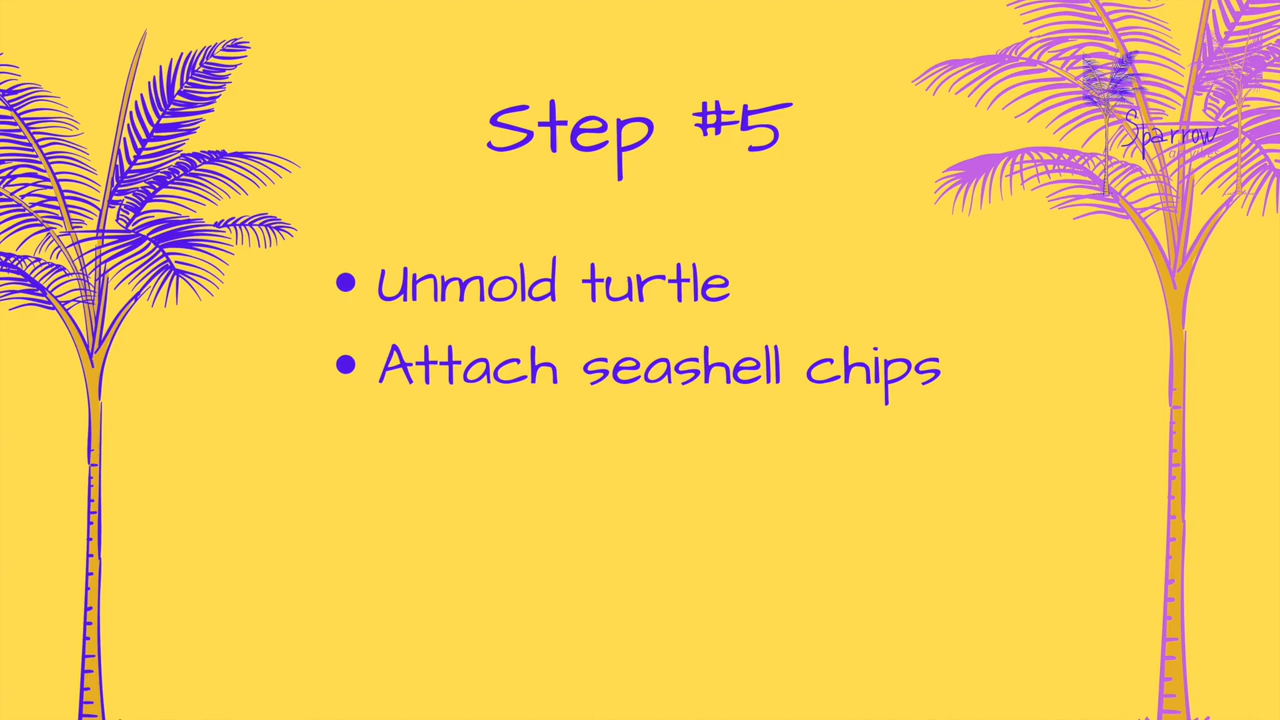 Step #5
• Unmold turtle
• Attach seashell chips
Sparrow